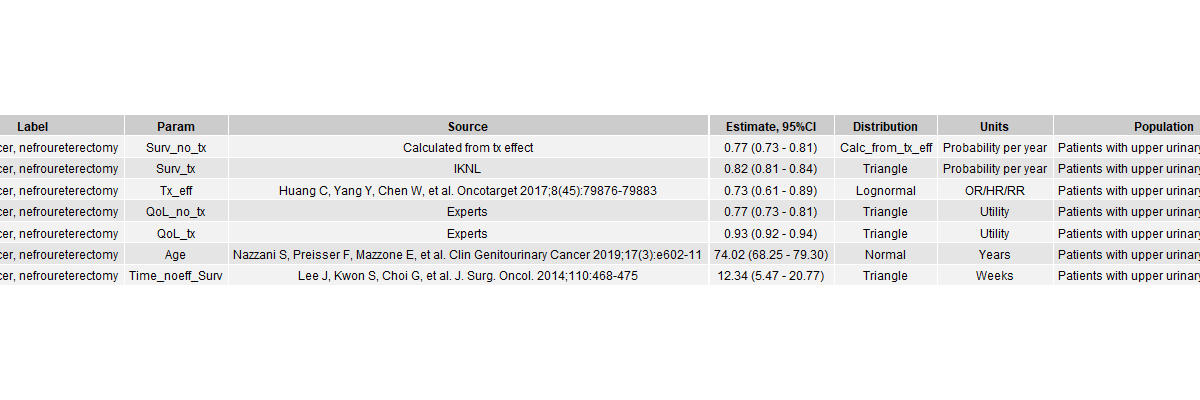 Label Param Source Estimate, 95%CI Distribution Units Population
cer, nefroureterectomy Surv_no_tx Calculated from tx effect 0.77 (0.73 - 0.81) Calc_from_tx_eff Probability per year Patients with upper urinary
cer, nefroureterectomy Surv_tx IKNL 0.82 (0.81 - 0.84) Triangle Probability per year Patients with upper urinary
cer, nefroureterectomy Tx_eff Huang C, Yang Y, Chen W, et al. Oncotarget 2017;8(45):79876-79883 0.73 (0.61 - 0.89) Lognormal OR/HR/RR Patients with upper urinary
cer, nefroureterectomy QoL_no_tx Experts 0.77 (0.73 - 0.81) Triangle Utility Patients with upper urinary
cer, nefroureterectomy QoL_tx Experts 0.93 (0.92 - 0.94) Triangle Utility Patients with upper urinary
cer, nefroureterectomy Age Nazzani S, Preisser F, Mazzone E, et al. Clin Genitourinary Cancer 2019;17(3):e602-11 74.02 (68.25 - 79.30) Normal Years Patients with upper urinary
cer, nefroureterectomy Time_noeff_Surv Lee J, Kwon S, Choi G, et al. J. Surg. Oncol. 2014;110:468-475 12.34 (5.47 - 20.77) Triangle Weeks Patients with upper urinary